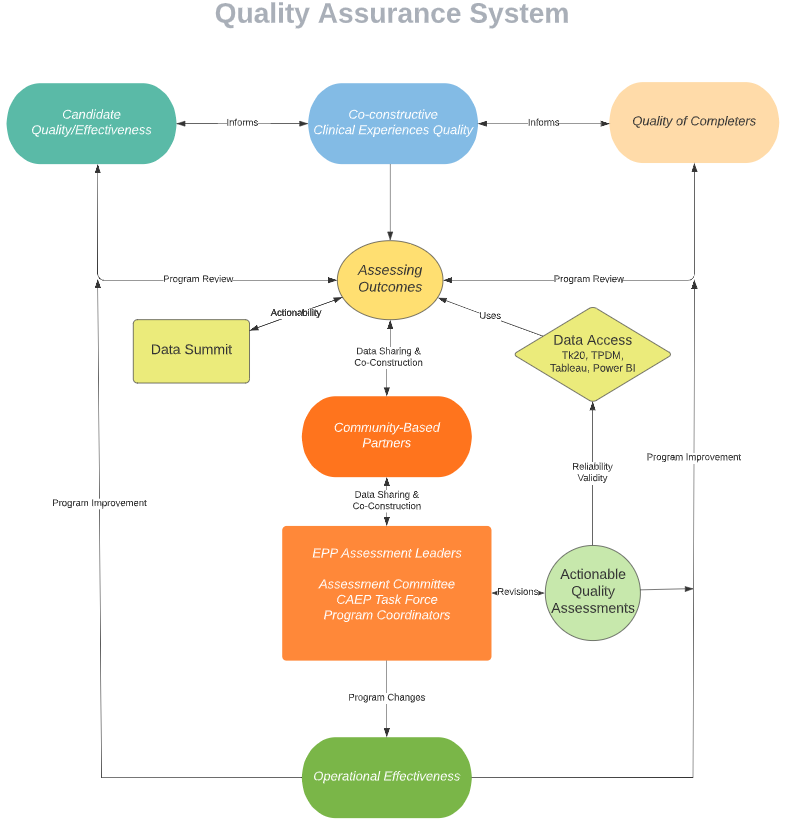 Quality Assurance System
Candidate
Quality/Effectiveness
Informs
Co-constructive
Clinical Experiences Quality
Informs
Quality of Completers
Program Review
Assessing
Outcomes
Program Review
Actionability
Uses
Data Summit
Data Access
Tk20, TPDM,
Tableau, Power BI
Data Sharing &
Co-Construction
Community-Based
Partners
Program Improvement
Reliability
Validity
Data Sharing &
Co-Construction
Program Improvement
EPP Assessment Leaders
Assessment Committee
CAEP Task Force
Program Coordinators
Revisions
Actionable
Quality
Assessments
Program Changes
Operational Effectiveness